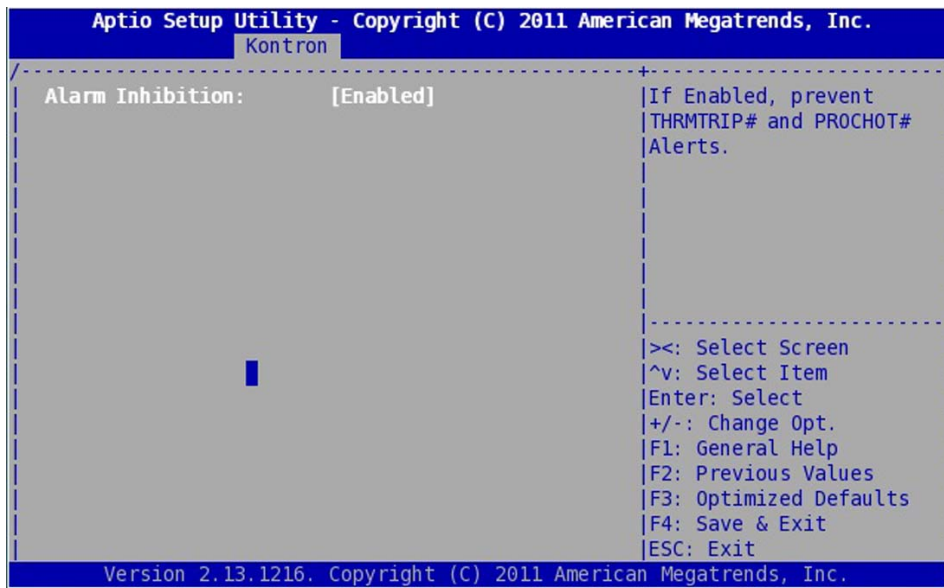 Aptio Setup Utility - Copyright (C) 2011 American Megatrends, Inc.
Kontron
Alarm Inhibition: [Enabled]
If Enabled, prevent
THRMTRIP# and PROCHOT#
Alerts.
><: Select Screen
^v: Select Item
Enter: Select
+/-: Change Opt.
F1: General Help
F2: Previous Values
F3: Optimized Defaults
F4: Save & Exit
ESC: Exit
Version 2.13.1216. Copyright (C) 2011 American Megatrends, Inc.